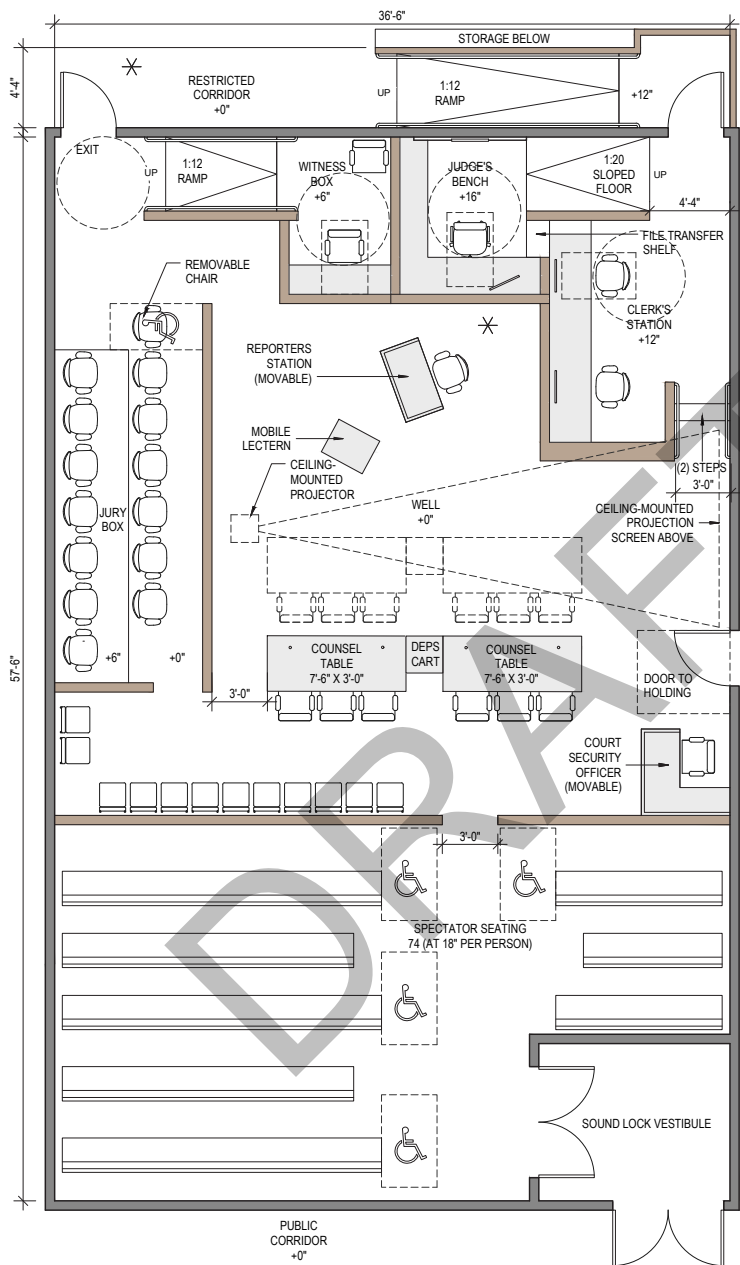 36'-6"
STORAGE BELOW
4'-4"
RESTRICTED
CORRIDOR
+0"
UP
1:12
RAMP
+12"
EXIT
UP
1:12
RAMP
WITNESS
BOX
+6"
JUDGE'S
BENCH
+16"
1:20
SLOPED
FLOOR
UP
4'-4"
FILE TRANSFER
SHELF
REMOVABLE
CHAIR
CLERK'S
STATION
+12"
REPORTERS
STATION
(MOVABLE)
MOBILE
LECTERN
CEILING-
MOUNTED
PROJECTOR
(2) STEPS
3'-0"
WELL
+0"
CEILING-MOUNTED
PROJECTION
SCREEN ABOVE
JURY
BOX
+6"
+0"
57'-6"
COUNSEL
TABLE
7'-6" X 3'-0"
DEPS
CART
COUNSEL
TABLE
7'-6" X 3'-0"
3'-0"
DOOR TO
HOLDING
COURT
SECURITY
OFFICER
(MOVABLE)
3'-0"
SPECTATOR SEATING
74 (AT 18" PER PERSON)
SOUND LOCK VESTIBULE
PUBLIC
CORRIDOR
+0"
DRAFT